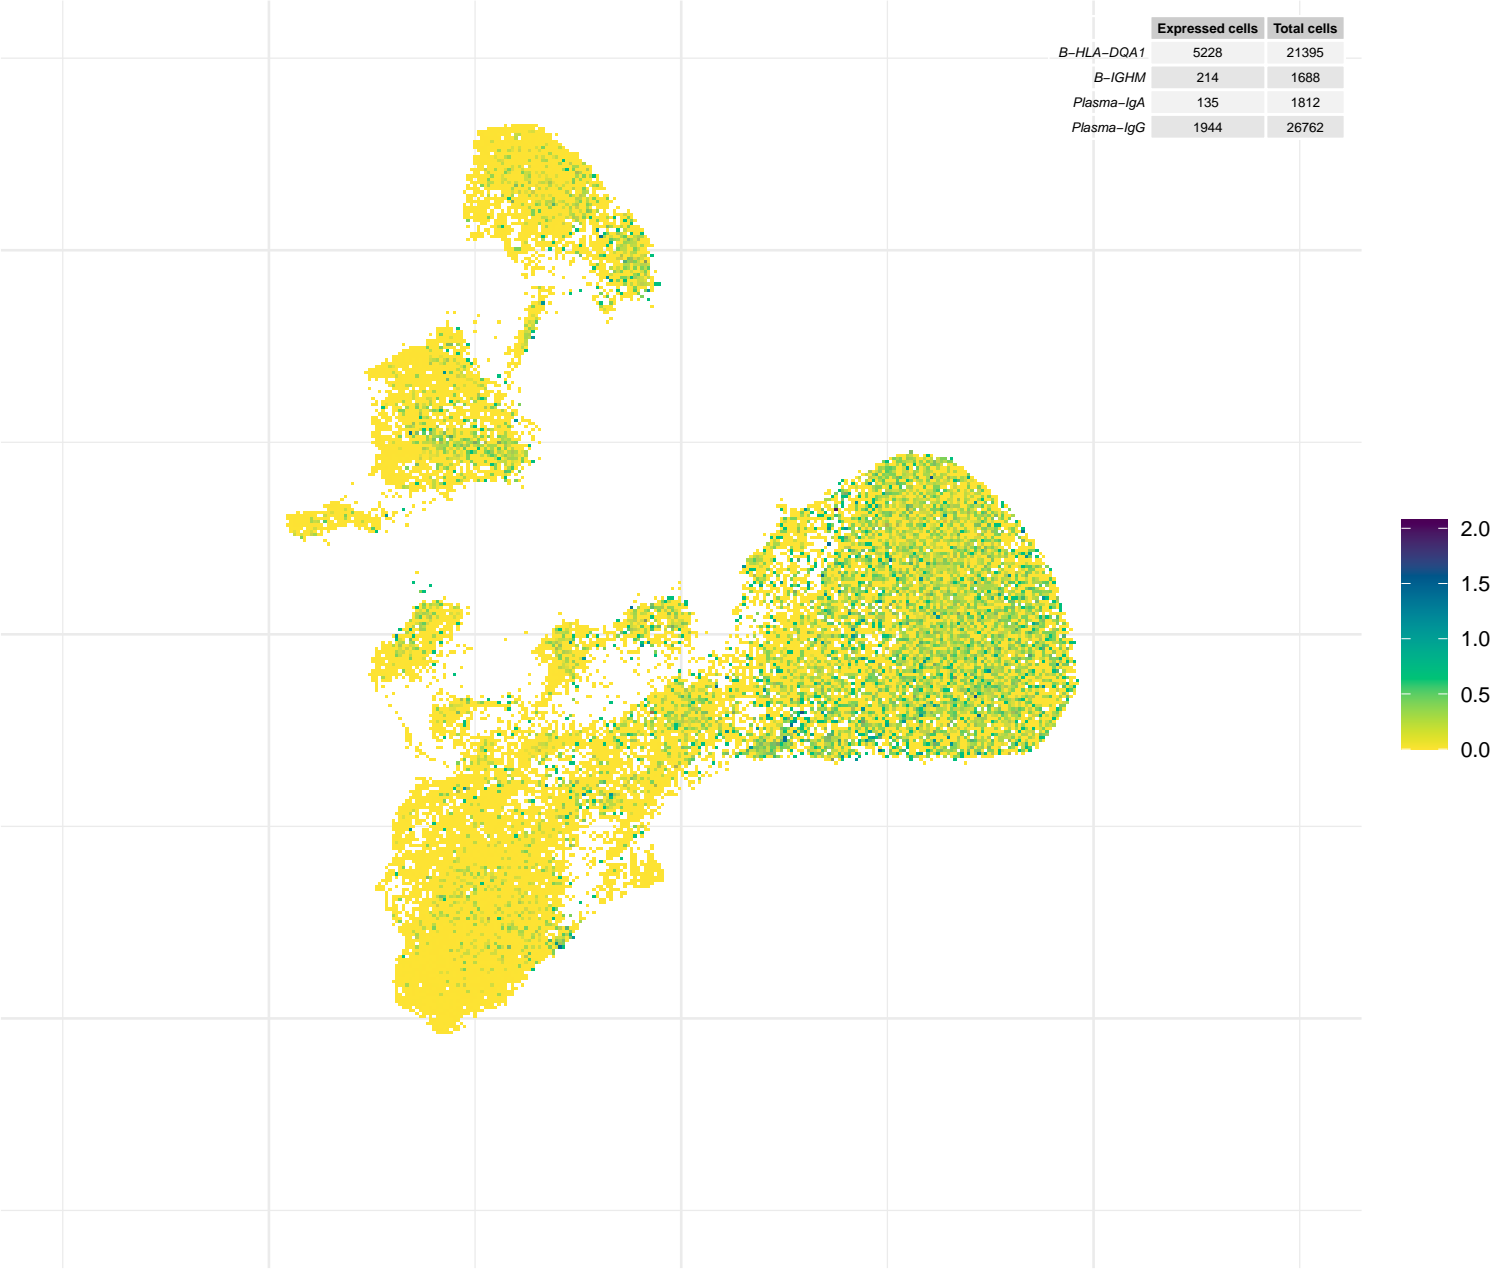 Expressed cells Total cells
B−HLA−DQA1 5228 21395
B−IGHM 214 1688
Plasma−IgA 135 1812
Plasma−IgG 1944 26762
2.0
1.5
1.0
0.5
0.0